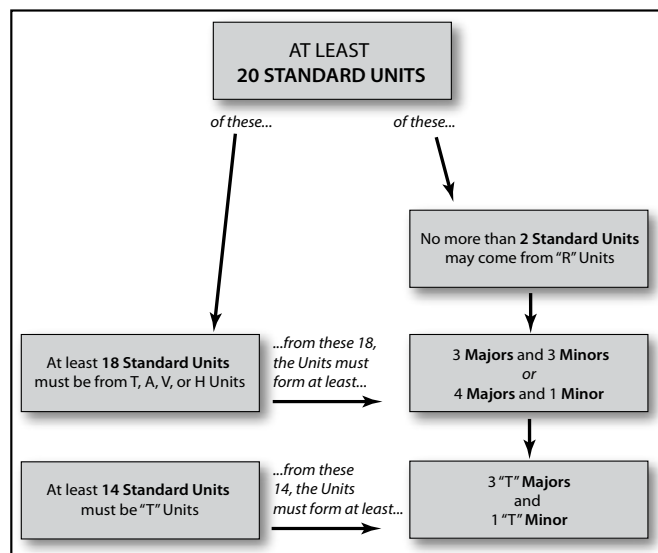 AT LEAST
20 STANDARD UNITS
of these...
of these...
No more than 2 Standard Units
may come from “R” Units
At least 18 Standard Units
must be from T, A, V, or H Units
...from these 18,
the Units must
form at least...
3 Majors and 3 Minors
or
4 Majors and 1 Minor
At least 14 Standard Units
must be “T” Units
...from these
14, the Units
must form at least...
3 “T” Majors
and
1 “T” Minor